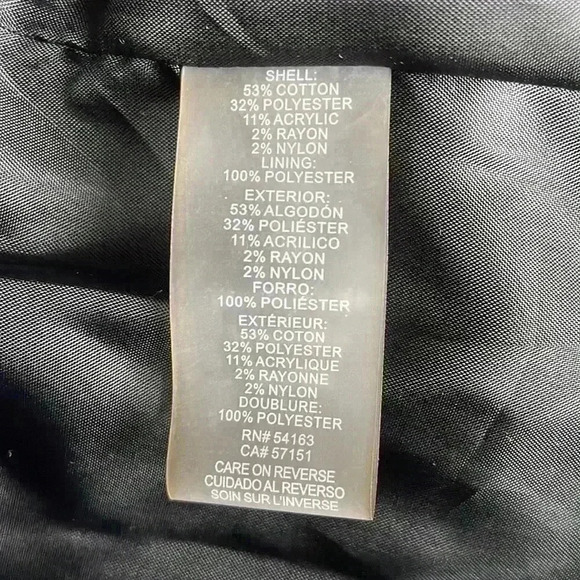 SHELL:
53% COTTON
32% POLYESTER
11% ACRYLIC
2% RAYON
2% NYLON
LINING:
100% POLYESTER
EXTERIOR:
53% ALGODÓN
32% POLIÉSTER
11% ACRILICO
2% RAYON
2% NYLON
FORRO:
100% POLIÉSTER
EXTÉRIEUR:
53% COTON
32% POLYESTER
11% ACRYLIQUE
2% RAYONNE
2% NYLON
DOUBLURE:
100% POLYESTER
RN# 54163
CA# 57151
CARE ON REVERSE
CUIDADO AL REVERSO
SOIN SUR L'INVERSE